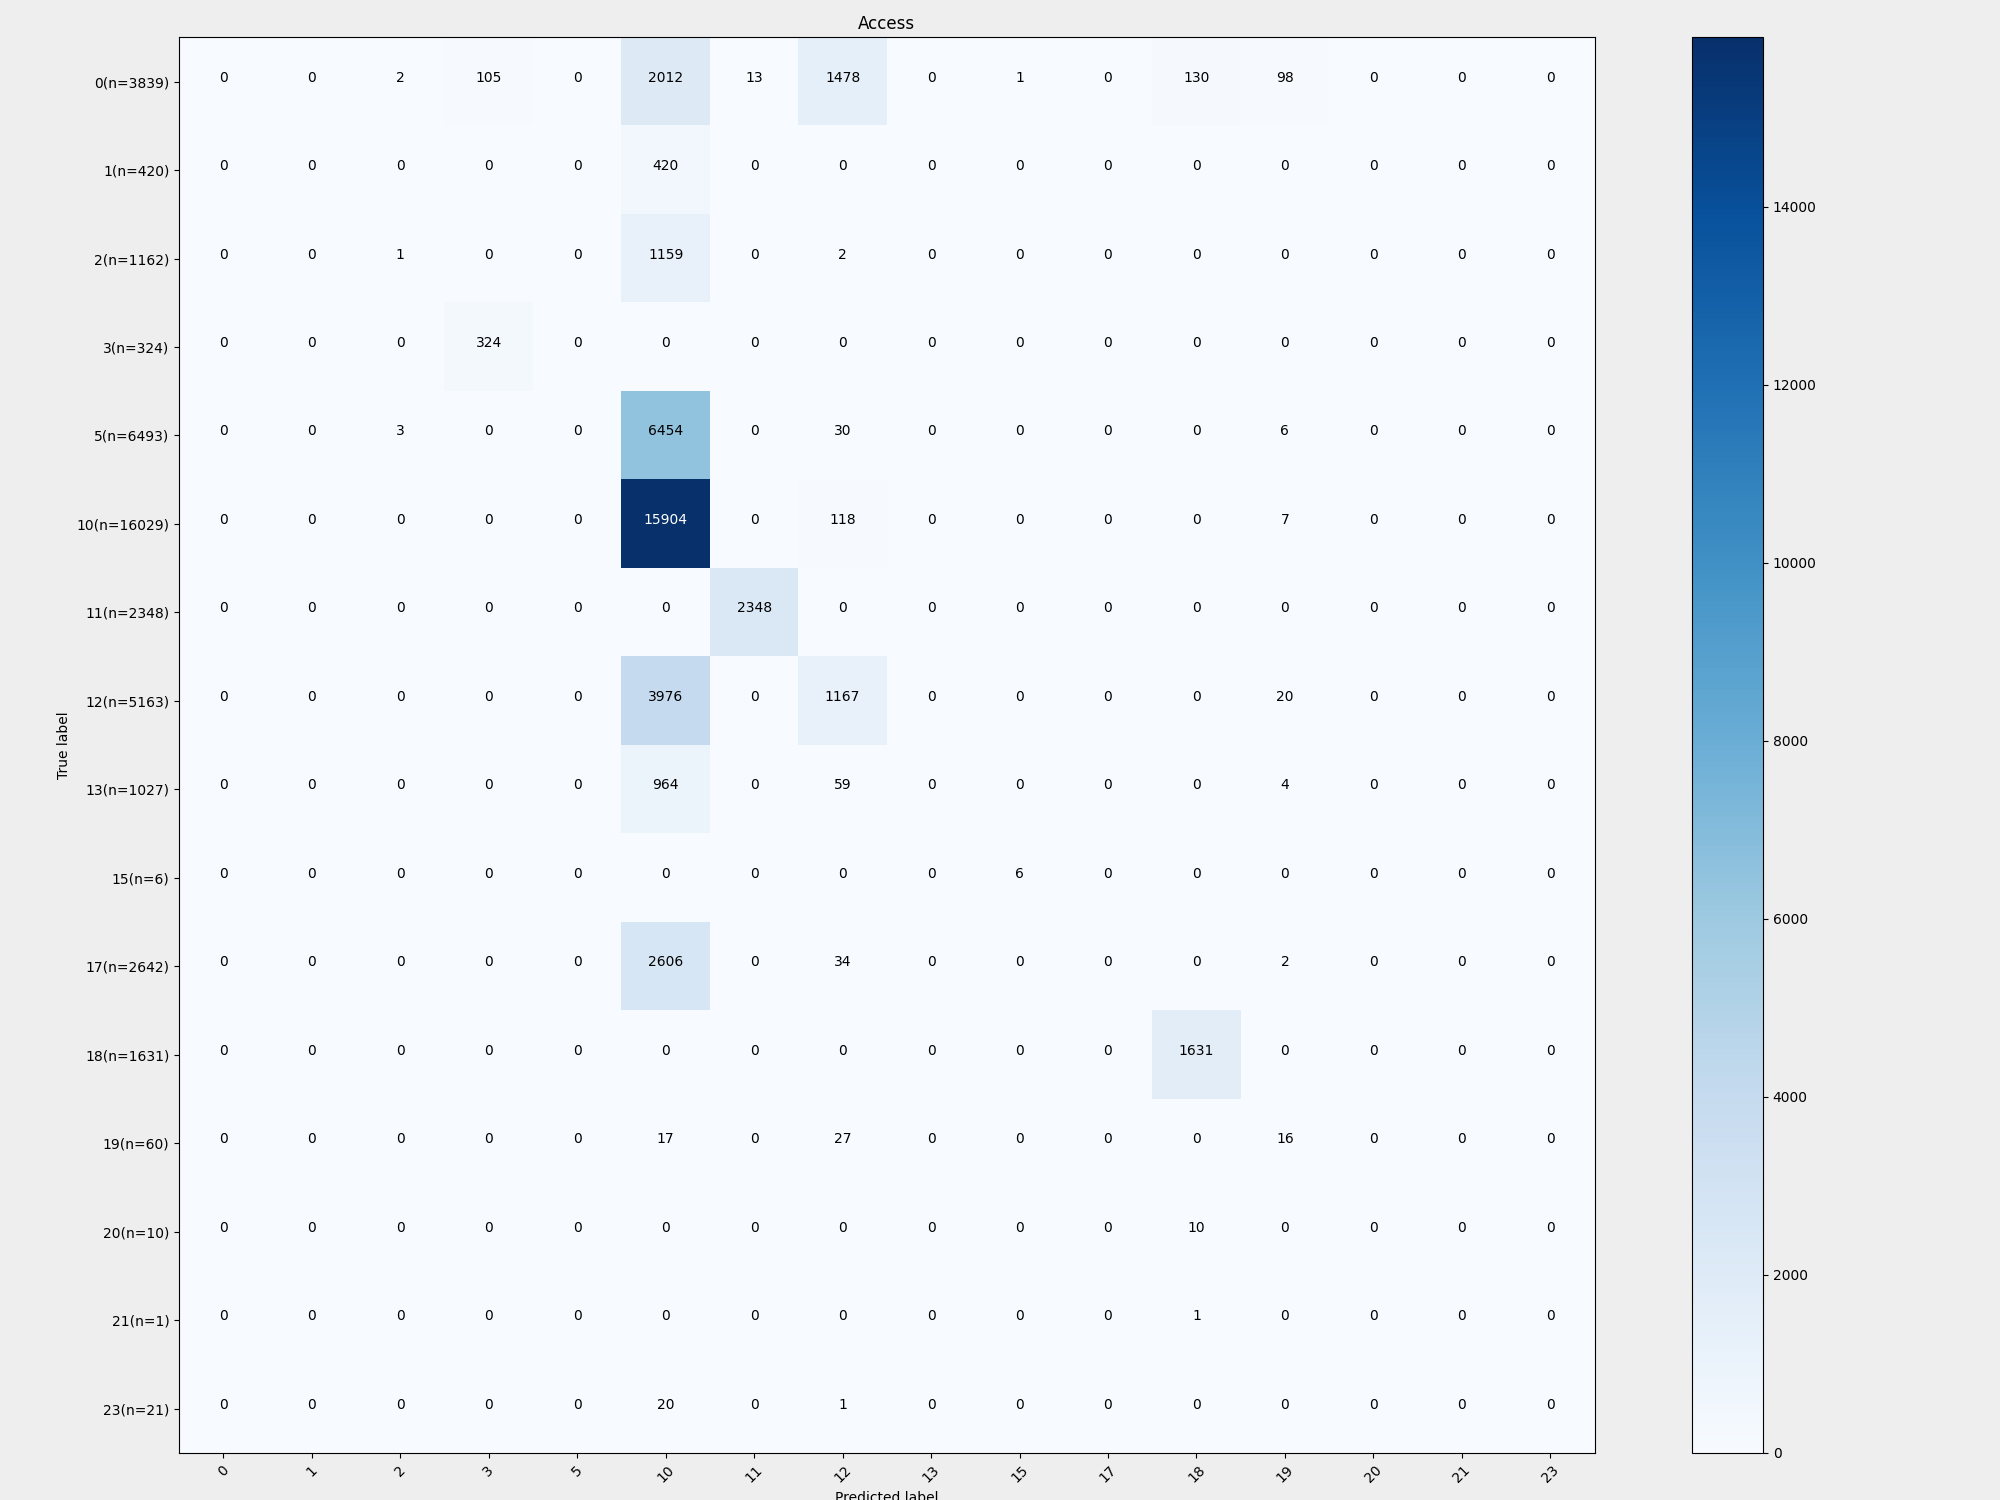 Access
0(n=3839) 0 0 2 105 0 2012 13 1478 0 1 0 130 98 0 0 0
1(n=420) 0 0 0 0 0 420 0 0 0 0 0 0 0 0 0 0
2(n=1162) 0 0 1 0 0 1159 0 2 0 0 0 0 0 0 0 0
14000
3(n=324) 0 0 0 324 0 0 0 0 0 0 0 0 0 0 0 0
12000
5(n=6493) 0 0 3 0 0 6454 0 30 0 0 0 0 6 0 0 0
10(n=16029) 0 0 0 0 0 15904 0 118 0 0 0 0 7 0 0 0
10000
11(n=2348) 0 0 0 0 0 0 2348 0 0 0 0 0 0 0 0 0
12(n=5163) 0 0 0 0 0 3976 0 1167 0 0 0 0 20 0 0 0
True label
8000
13(n=1027) 0 0 0 0 0 964 0 59 0 0 0 0 4 0 0 0
15(n=6) 0 0 0 0 0 0 0 0 0 6 0 0 0 0 0 0
6000
17(n=2642) 0 0 0 0 0 2606 0 34 0 0 0 0 2 0 0 0
18(n=1631) 0 0 0 0 0 0 0 0 0 0 0 1631 0 0 0 0
4000
19(n=60) 0 0 0 0 0 17 0 27 0 0 0 0 16 0 0 0
20(n=10) 0 0 0 0 0 0 0 0 0 0 0 10 0 0 0 0
2000
21(n=1) 0 0 0 0 0 0 0 0 0 0 0 1 0 0 0 0
23(n=21) 0 0 0 0 0 20 0 1 0 0 0 0 0 0 0 0
0
0 1 2 3 5 10 11 12 13 15 17 18 19 20 21 23
Predicted label